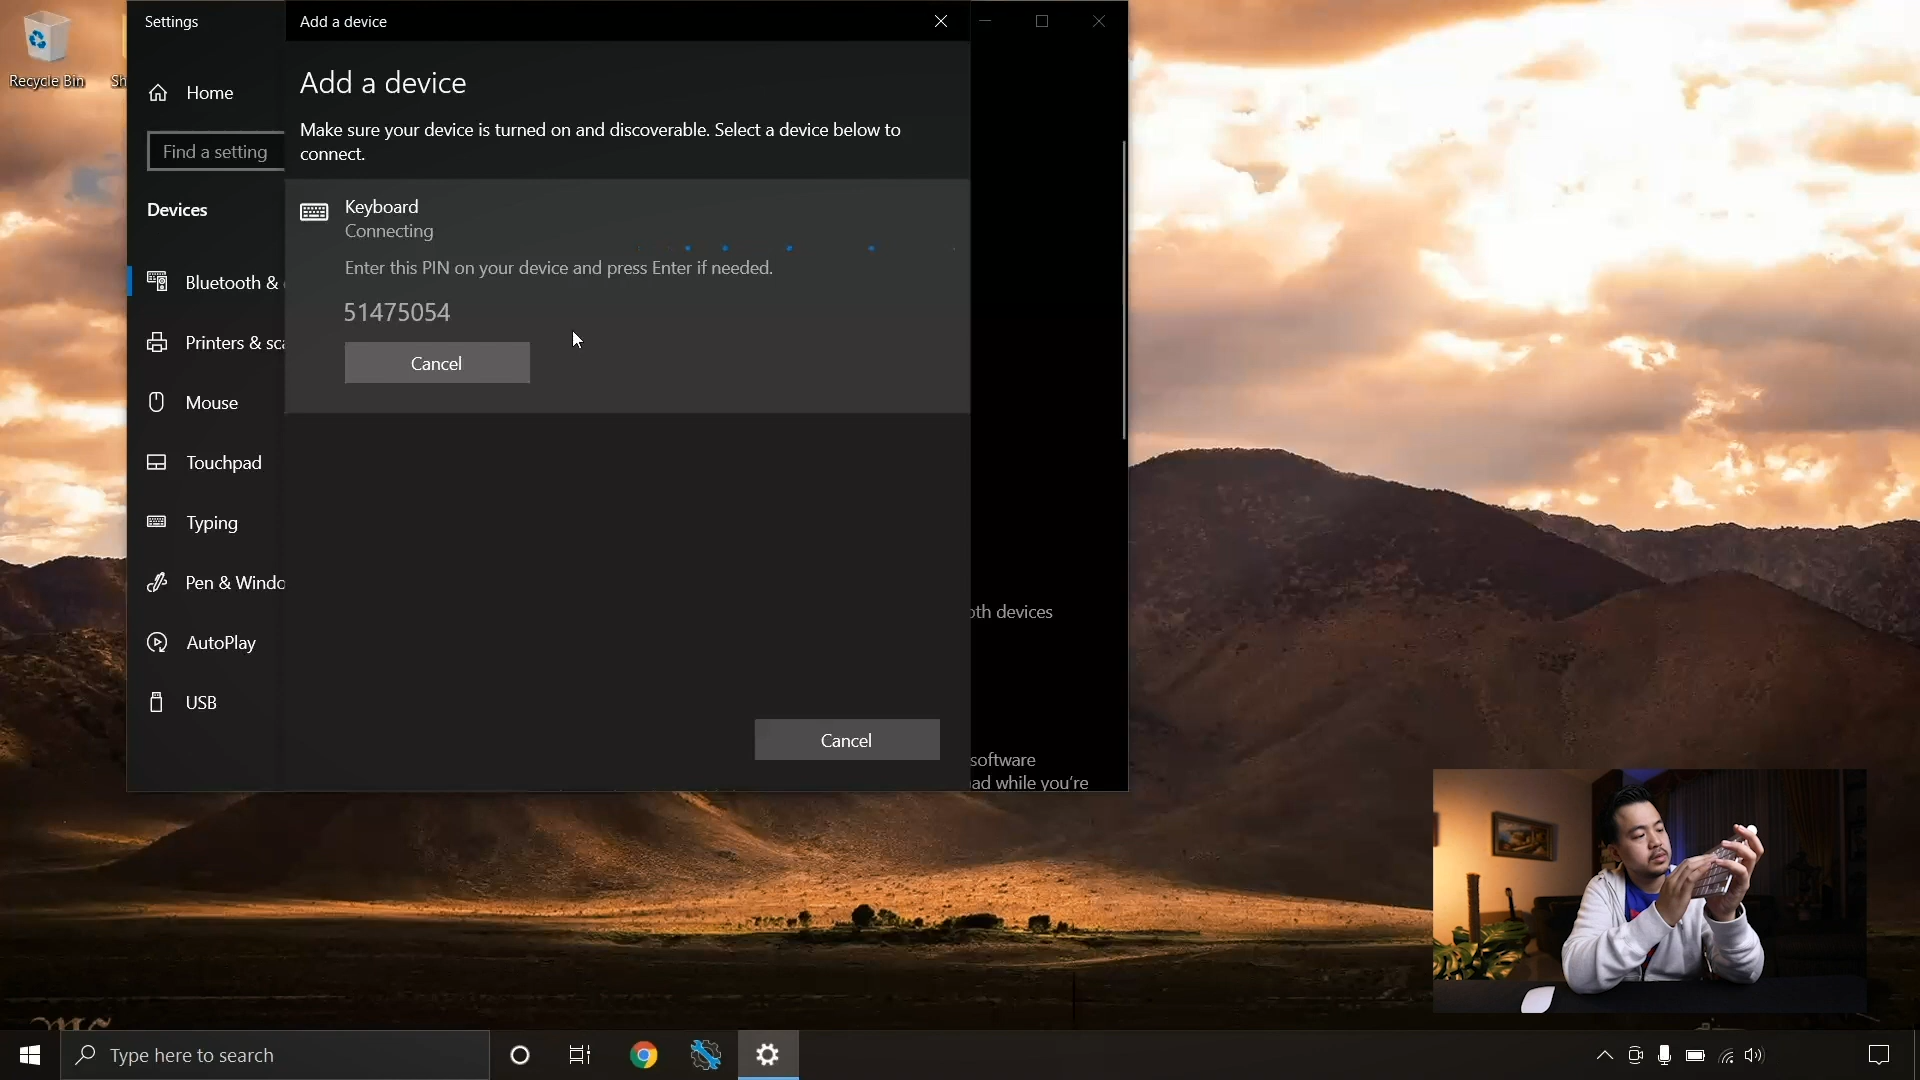 Recycle Bin
Sh
Settings
Home
Find a setting
Devices
Bluetooth &
Printers & sca
Mouse
Touchpad
Typing
Pen & Windo
AutoPlay
USB
Add a device
Add a device
Make sure your device is turned on and discoverable. Select a device below to
connect.
Keyboard
Connecting
Enter this PIN on your device and press Enter if needed.
51475054
Cancel
Cancel
oth devices
software
ad while you're
Type here to search